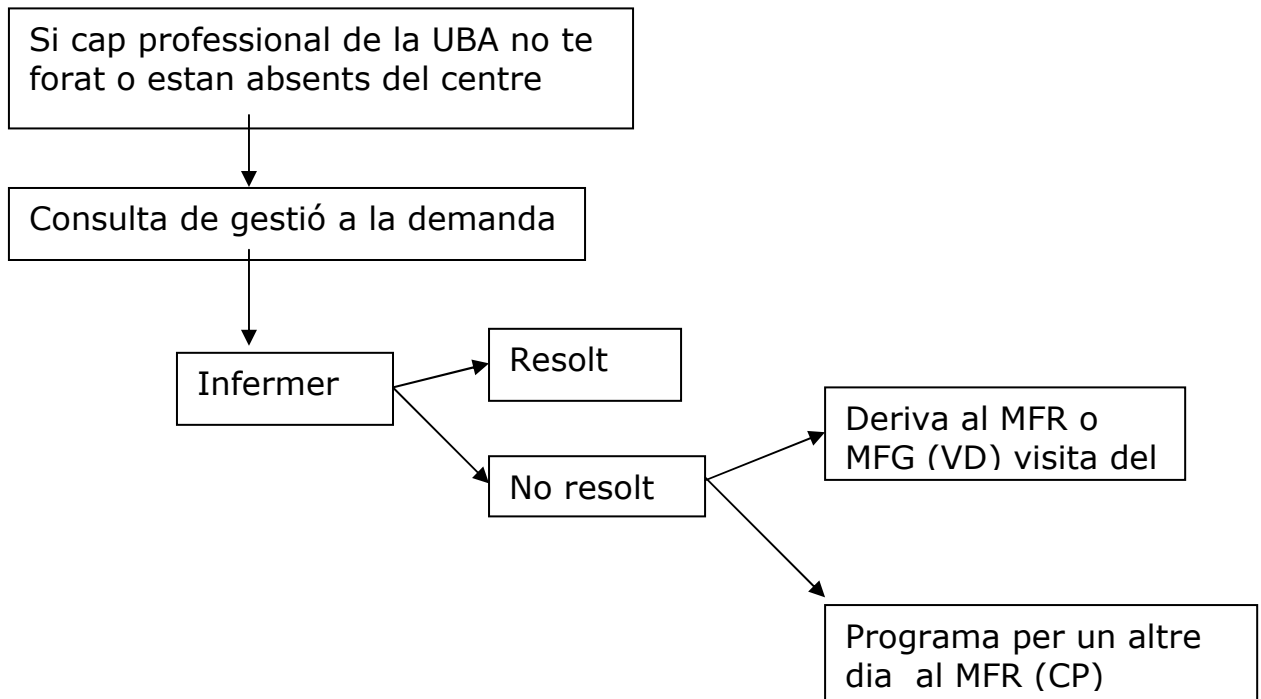 Si cap professional de la UBA no te
forat o estan absents del centre
Consulta de gestió a la demanda
Infermer
Resolt
No resolt
Deriva al MFR o
MFG (VD) visita del
Programa per un altre
dia al MFR (CP)